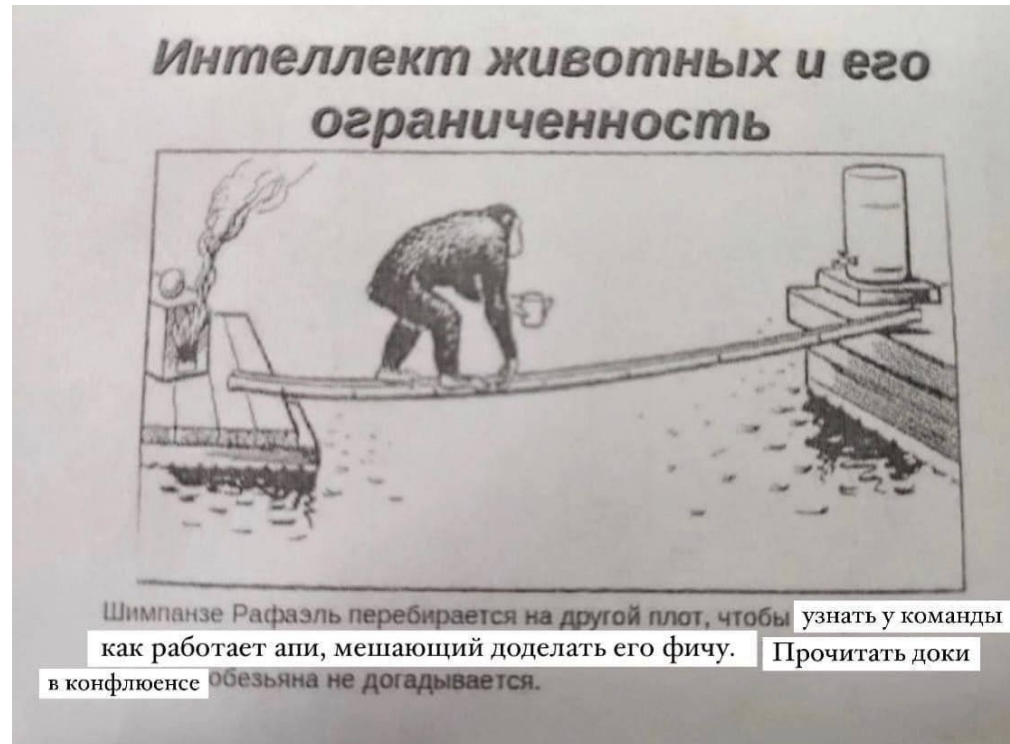 Интеллект животных и его
ограниченность
Шимпанзе Рафаэль перебирается на другой плот, чтобы узнать у команды
как работает апи, мешающий доделать его фичу. Прочитать доки
в конфлюенсе обезьяна не догадывается.